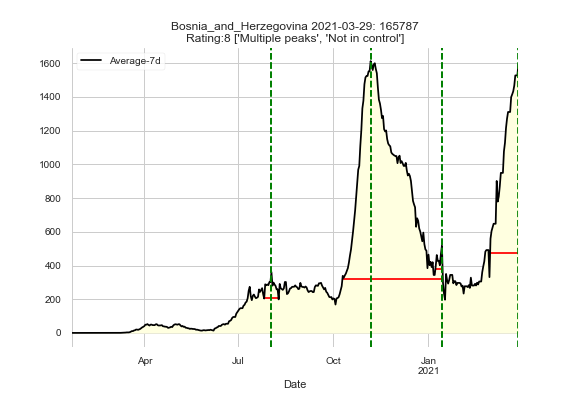 Bosnia_and_Herzegovina 2021-03-29: 165787
Rating:8 ['Multiple peaks', 'Not in control']
Average-7d
1600
1400
1200
1000
800
600
400
200
0
Apr
Jul
Oct
Jan
2021
Date